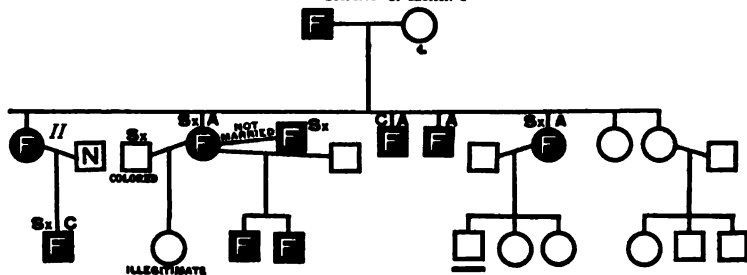 F
Sx A Sx C A A Sx A
II Sx NOT MARRIED
F N F F F F F
COLORED
Sx C
F F F
ILLEGITIMATE